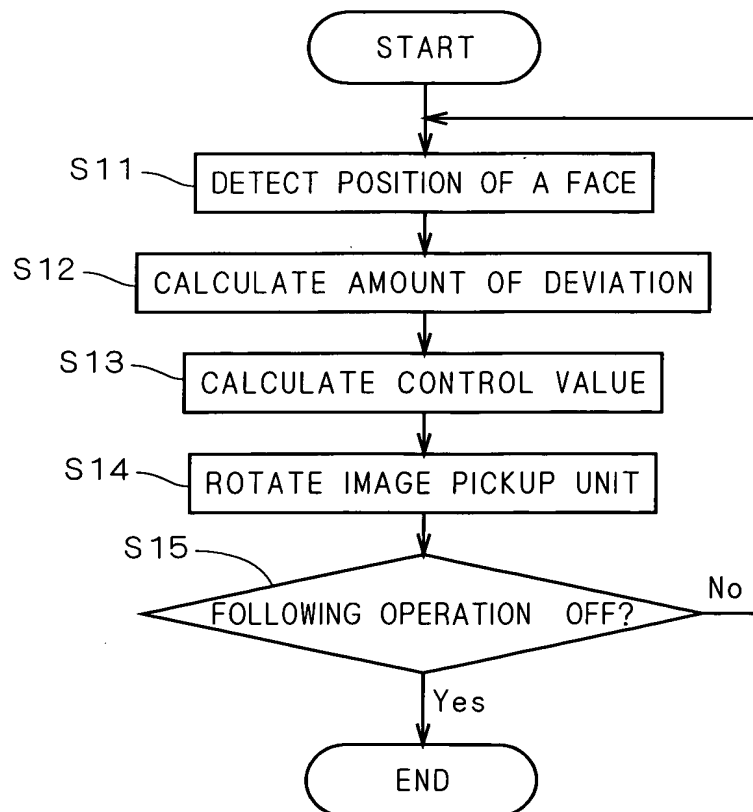 START
S11
DETECT POSITION OF A FACE
S12
CALCULATE AMOUNT OF DEVIATION
S13
CALCULATE CONTROL VALUE
S14
ROTATE IMAGE PICKUP UNIT
S15
FOLLOWING OPERATION OFF?
No
Yes
END